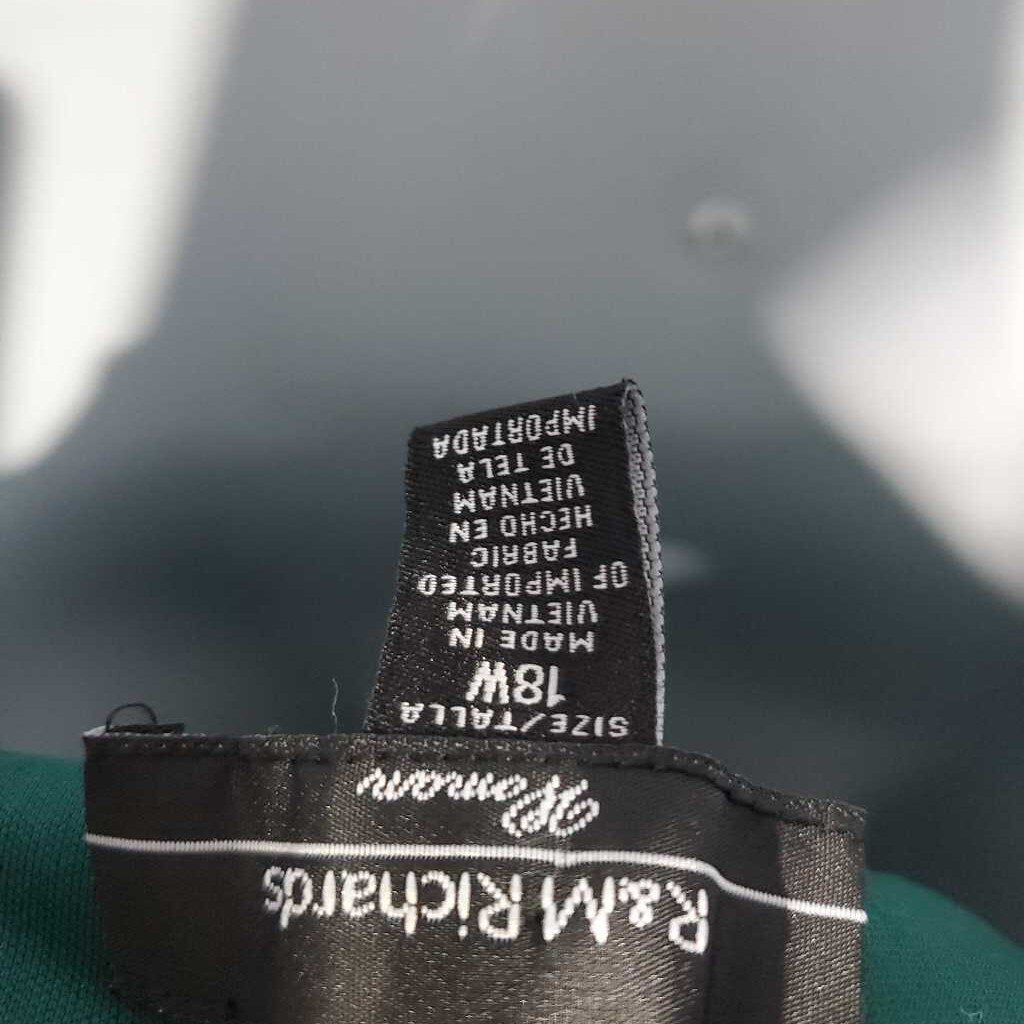 R&M Richards
Woman
SIZE/TALLA
18W
MADE IN
VIETNAM
OF IMPORTED
FABRIC
HECHO EN
VIETNAM
DE TELA
IMPORTADA